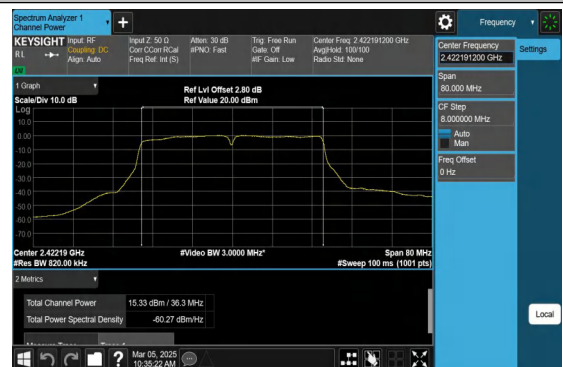 Spectrum Analyzer 1
Channel Power
Frequency
KEYSIGHT
RL
Input: RF
Coupling: DC
Align: Auto
Input Z: 50 Ω
Corr CCorr RCal
Freq Ref: Int (S)
Atten: 30 dB
#PNO: Fast
Trig: Free Run
Gate: Off
#IF Gain: Low
Center Freq: 2.422191200 GHz
Avg|Hold: 100/100
Radio Std: None
Center Frequency
2.422191200 GHz
Settings
Span
80.000 MHz
CF Step
8.000000 MHz
Auto
Man
Freq Offset
0 Hz
1 Graph
Scale/Div 10.0 dB
Ref Lvl Offset 2.80 dB
Ref Value 20.00 dBm
Log
10.0
0.00
-10.0
-20.0
-30.0
-40.0
-50.0
-60.0
-70.0
Center 2.42219 GHz
#Res BW 820.00 kHz
#Video BW 3.0000 MHz*
Span 80 MHz
#Sweep 100 ms (1001 pts)
2 Metrics
Total Channel Power 15.33 dBm / 36.3 MHz
Total Power Spectral Density -60.27 dBm/Hz
Local
Mar 05, 2025
10:35:22 AM